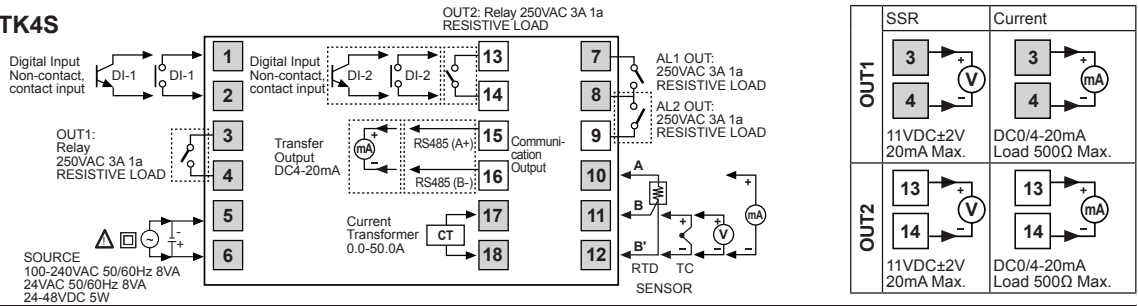 TK4S
OUT2: Relay 250VAC 3A 1a
RESISTIVE LOAD
Digital Input
Non-contact,
contact input
DI-1
DI-1
1
2
Digital Input
Non-contact,
contact input
DI-2
DI-2
13
14
7
8
9
AL1 OUT:
250VAC 3A 1a
RESISTIVE LOAD
AL2 OUT:
250VAC 3A 1a
RESISTIVE LOAD
OUT1:
Relay
250VAC 3A 1a
RESISTIVE LOAD
3
4
Transfer
Output
DC4-20mA
mA
+
−
RS485 (A+)
RS485 (B-)
15
16
Communi-
cation
Output
10
11
12
A
B
B'
RTD
TC
+
−
V
+
−
mA
+
−
SENSOR
SOURCE
100-240VAC 50/60Hz 8VA
24VAC 50/60Hz 8VA
24-48VDC 5W
~
-
+
5
6
Current
Transformer
0.0-50.0A
CT
17
18
SSR
Current
OUT1
3
4
+
−
V
11VDC±2V
20mA Max.
3
4
+
−
mA
DC0/4-20mA
Load 500Ω Max.
OUT2
13
14
+
−
V
11VDC±2V
20mA Max.
13
14
+
−
mA
DC0/4-20mA
Load 500Ω Max.